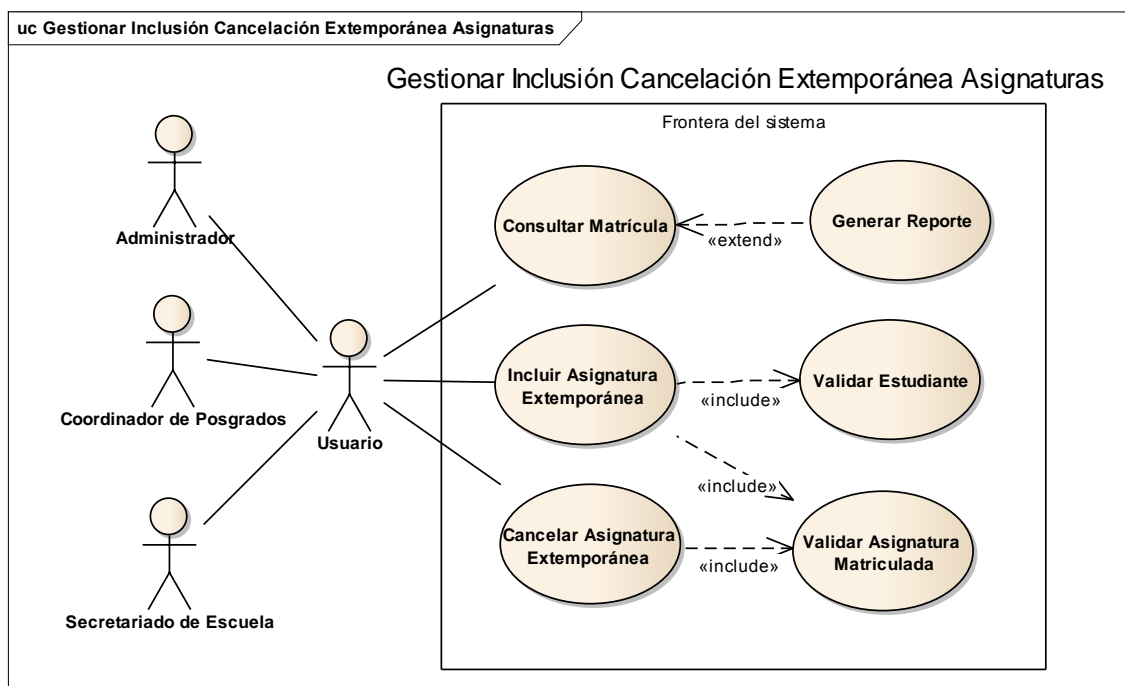 uc Gestionar Inclusión Cancelación Extemporánea Asignaturas
Gestionar Inclusión Cancelación Extemporánea Asignaturas
Frontera del sistema
Administrador
Consultar Matrícula
«extend»
Generar Reporte
Coordinador de Posgrados
Usuario
Incluir Asignatura
Extemporánea
«include»
Validar Estudiante
«include»
Secretariado de Escuela
Cancelar Asignatura
Extemporánea
«include»
Validar Asignatura
Matriculada